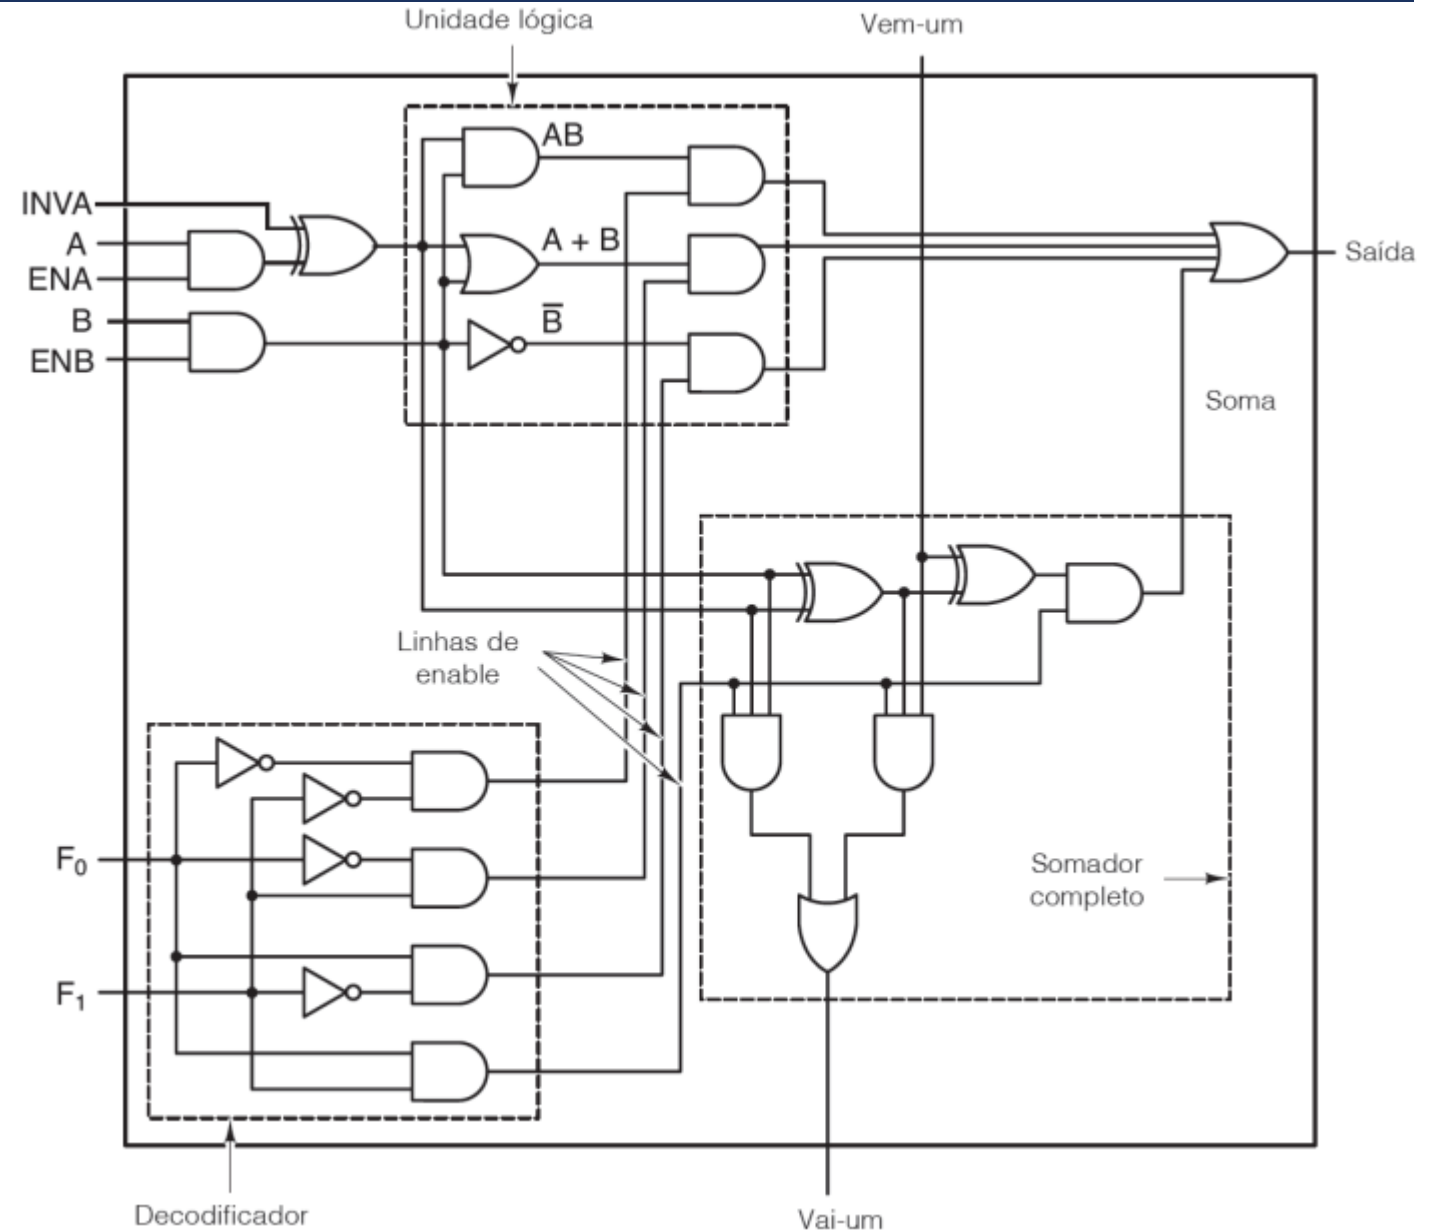 Unidade lógica
Vem-um
AB
INVA
A
ENA
A + B
Saída
B
B̅
ENB
Soma
Linhas de
enable
F₀
Somador
completo
F₁
Decodificador
Vai-um